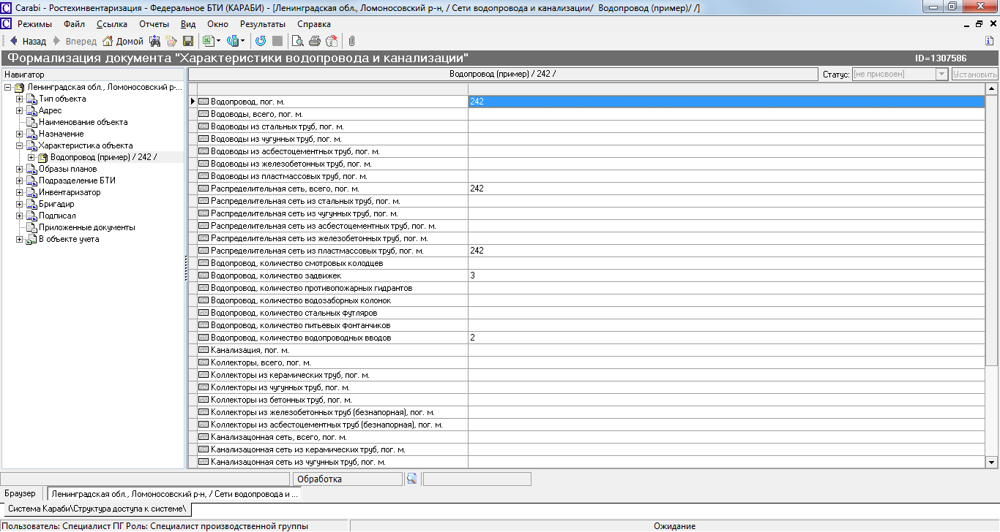 Carabi - Ростехинвентаризация - Федеральное БТИ (КАРАБИ) - [Ленинградская обл., Ломоносовский р-н, / Сети водопровода и канализации/ Водопровод (пример)/ /]
Режимы Файл Ссылка Отчеты Вид Окно Результаты Справка
Назад Вперед Домой
Формализация документа "Характеристики водопровода и канализации" ID=1307586
Навигатор
Ленинградская обл., Ломоносовский р-...
Тип объекта
Адрес
Наименование объекта
Назначение
Характеристика объекта
Водопровод (пример) / 242 /
Образы планов
Подразделение БТИ
Инвентаризатор
Бригадир
Подписал
Приложенные документы
В объекте учета
Водопровод (пример) / 242 / Статус: [не присвоен] Установить
Водопровод, пог. м. 242
Водоводы, всего, пог. м.
Водоводы из стальных труб, пог. м.
Водоводы из чугунных труб, пог. м.
Водоводы из асбестоцементных труб, пог. м.
Водоводы из железобетонных труб, пог. м.
Водоводы из пластмассовых труб, пог. м.
Распределительная сеть, всего, пог. м. 242
Распределительная сеть из стальных труб, пог. м.
Распределительная сеть из чугунных труб, пог. м.
Распределительная сеть из асбестоцементных труб, пог. м.
Распределительная сеть из железобетонных труб, пог. м.
Распределительная сеть из пластмассовых труб, пог. м. 242
Водопровод, количество смотровых колодцев
Водопровод, количество задвижек 3
Водопровод, количество противопожарных гидрантов
Водопровод, количество водозаборных колонок
Водопровод, количество стальных футляров
Водопровод, количество питьевых фонтанчиков
Водопровод, количество водопроводных вводов 2
Канализация, пог. м.
Коллекторы, всего, пог. м.
Коллекторы из керамических труб, пог. м.
Коллекторы из чугунных труб, пог. м.
Коллекторы из бетонных труб, пог. м.
Коллекторы из железобетонных труб (безнапорная), пог. м.
Коллекторы из асбестоцементных труб (безнапорная), пог. м.
Канализацонная сеть, всего, пог. м.
Канализацонная сеть из керамических труб, пог. м.
Канализацонная сеть из чугунных труб, пог. м.
Обработка
Браузер Ленинградская обл., Ломоносовский р-н, / Сети водопровода и ...
Система Караби\Структура доступа к системе\
Пользователь: Специалист ПГ Роль: Специалист производственной группы Ожидание